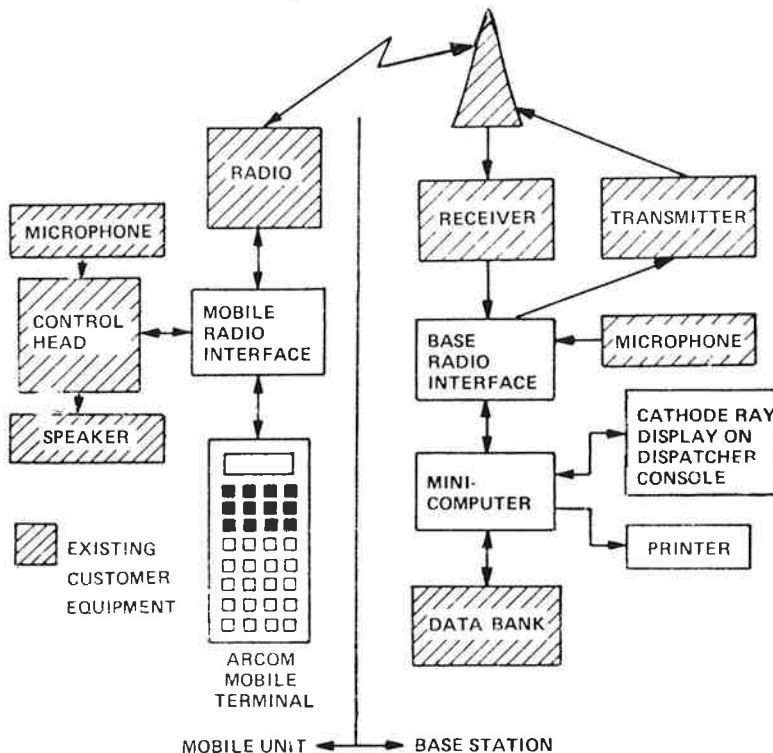 RADIO
MICROPHONE
CONTROL
HEAD
MOBILE
RADIO
INTERFACE
SPEAKER
EXISTING
CUSTOMER
EQUIPMENT
ARCOM
MOBILE
TERMINAL
RECEIVER
TRANSMITTER
BASE
RADIO
INTERFACE
MICROPHONE
CATHODE RAY
DISPLAY ON
DISPATCHER
CONSOLE
MINI-
COMPUTER
PRINTER
DATA BANK
MOBILE UNIT
BASE STATION